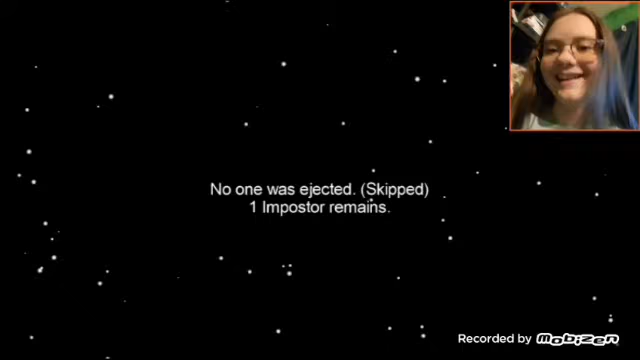 No one was ejected. (Skipped)
1 Impostor remains.
Recorded by Mobizen